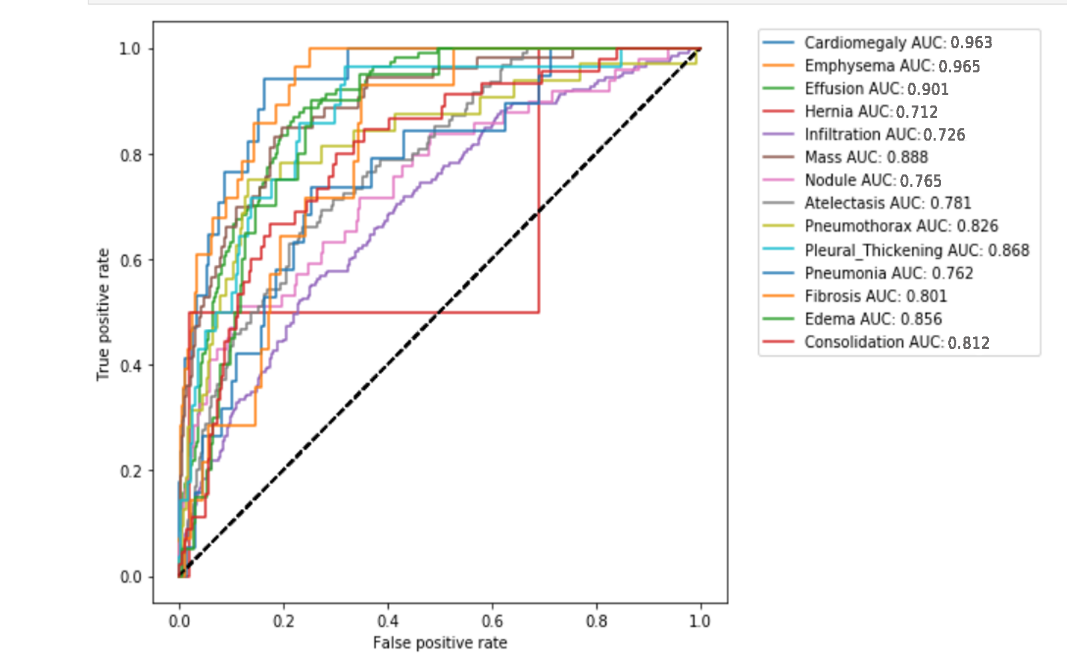 1.0
0.8
0.6
0.4
0.2
0.0
True positive rate
0.0 0.2 0.4 0.6 0.8 1.0
False positive rate
Cardiomegaly AUC: 0.963
Emphysema AUC: 0.965
Effusion AUC: 0.901
Hernia AUC: 0.712
Infiltration AUC: 0.726
Mass AUC: 0.888
Nodule AUC: 0.765
Atelectasis AUC: 0.781
Pneumothorax AUC: 0.826
Pleural_Thickening AUC: 0.868
Pneumonia AUC: 0.762
Fibrosis AUC: 0.801
Edema AUC: 0.856
Consolidation AUC: 0.812